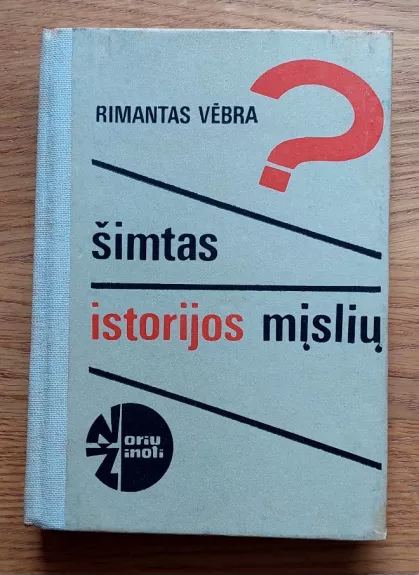 RIMANTAS VĖBRA
?
šimtas
istorijos mįslių
Noriu
Žinoti